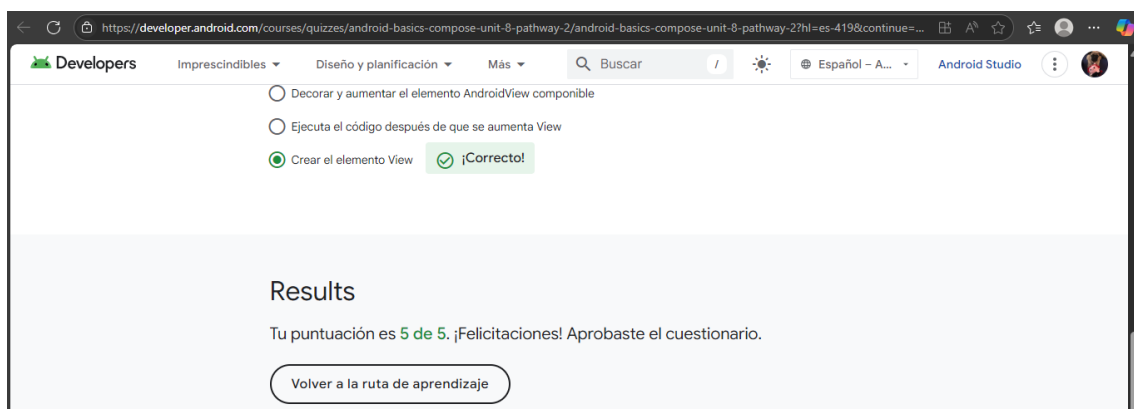 https://developer.android.com/courses/quizzes/android-basics-compose-unit-8-pathway-2/android-basics-compose-unit-8-pathway-2?hl=es-419&continue=...
Developers Imprescindibles Diseño y planificación Más Buscar / Español – A... Android Studio
Decorar y aumentar el elemento AndroidView componible
Ejecuta el código después de que se aumenta View
Crear el elemento View ¡Correcto!
Results
Tu puntuación es 5 de 5. ¡Felicitaciones! Aprobaste el cuestionario.
Volver a la ruta de aprendizaje